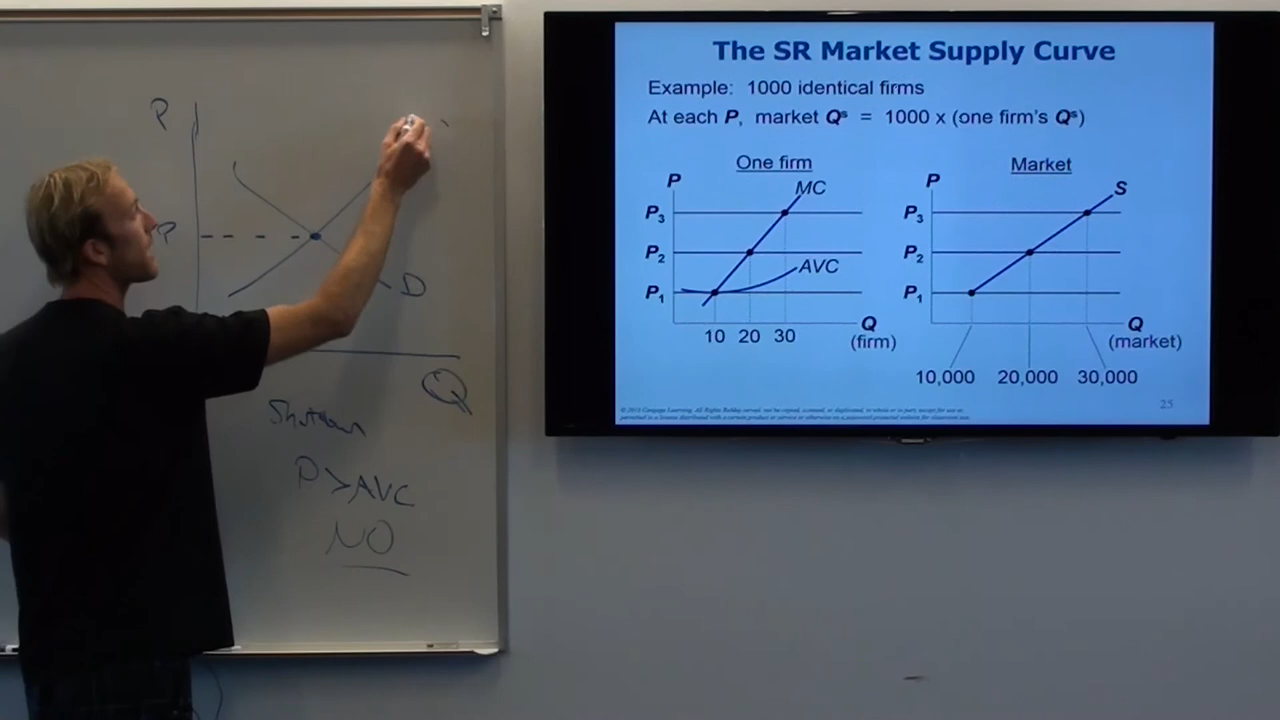 P
P
D
Q
Shutdown
P>AVC
NO
The SR Market Supply Curve
Example: 1000 identical firms
At each P, market Qˢ = 1000 x (one firm's Qˢ)
One firm
P
MC
P₃
P₂
AVC
P₁
10 20 30
Q
(firm)
Market
P
S
P₃
P₂
P₁
Q
(market)
10,000 20,000 30,000
25